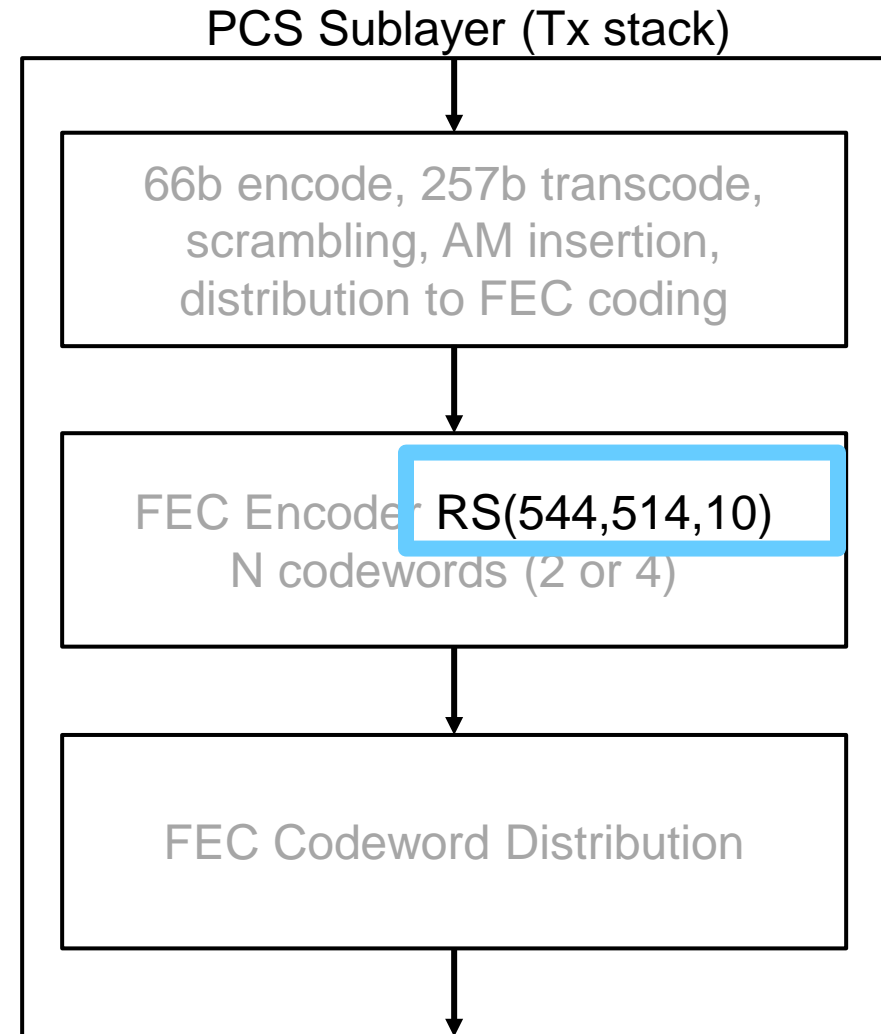 PCS Sublayer (Tx stack)
66b encode, 257b transcode,
scrambling, AM insertion,
distribution to FEC coding
FEC Encoder RS(544,514,10)
N codewords (2 or 4)
FEC Codeword Distribution